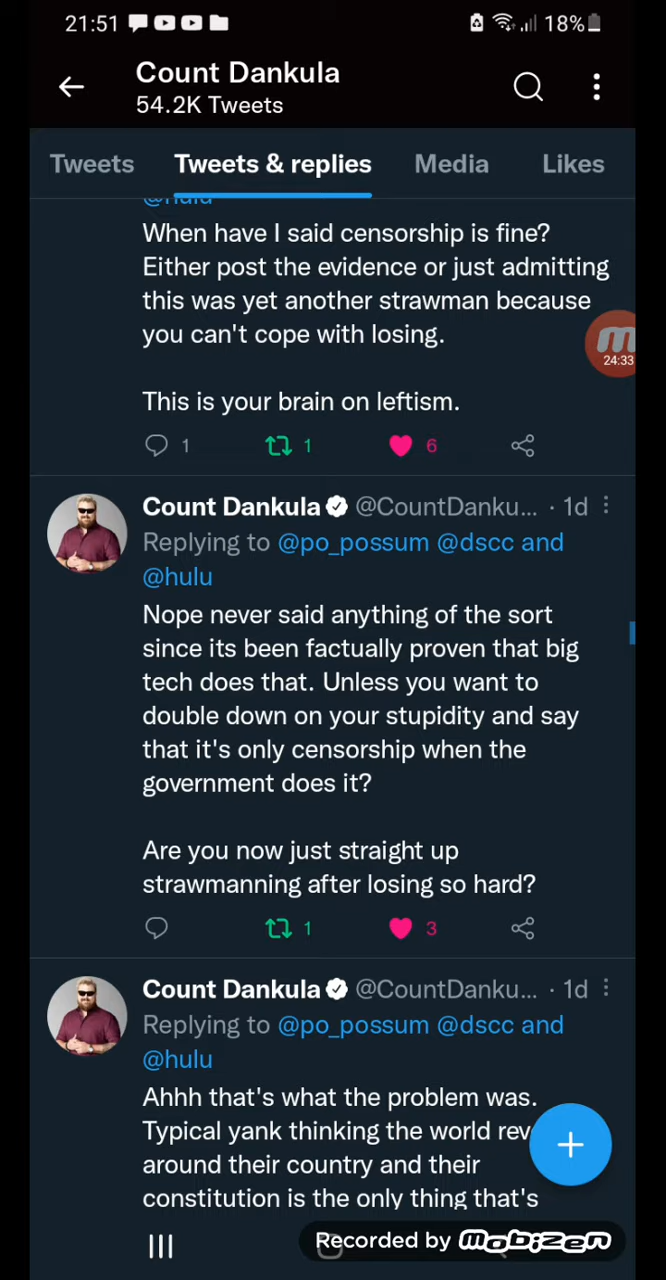 21:51
18%
Count Dankula
54.2K Tweets
Tweets
Tweets & replies
Media
Likes
@hulu
When have I said censorship is fine?
Either post the evidence or just admitting
this was yet another strawman because
you can't cope with losing.
24:33
This is your brain on leftism.
1
1
6
Count Dankula @CountDanku... · 1d
Replying to @po_possum @dscc and
@hulu
Nope never said anything of the sort
since its been factually proven that big
tech does that. Unless you want to
double down on your stupidity and say
that it's only censorship when the
government does it?
Are you now just straight up
strawmanning after losing so hard?
1
3
Count Dankula @CountDanku... · 1d
Replying to @po_possum @dscc and
@hulu
Ahhh that's what the problem was.
Typical yank thinking the world rev
around their country and their
constitution is the only thing that's
Recorded by mobizen